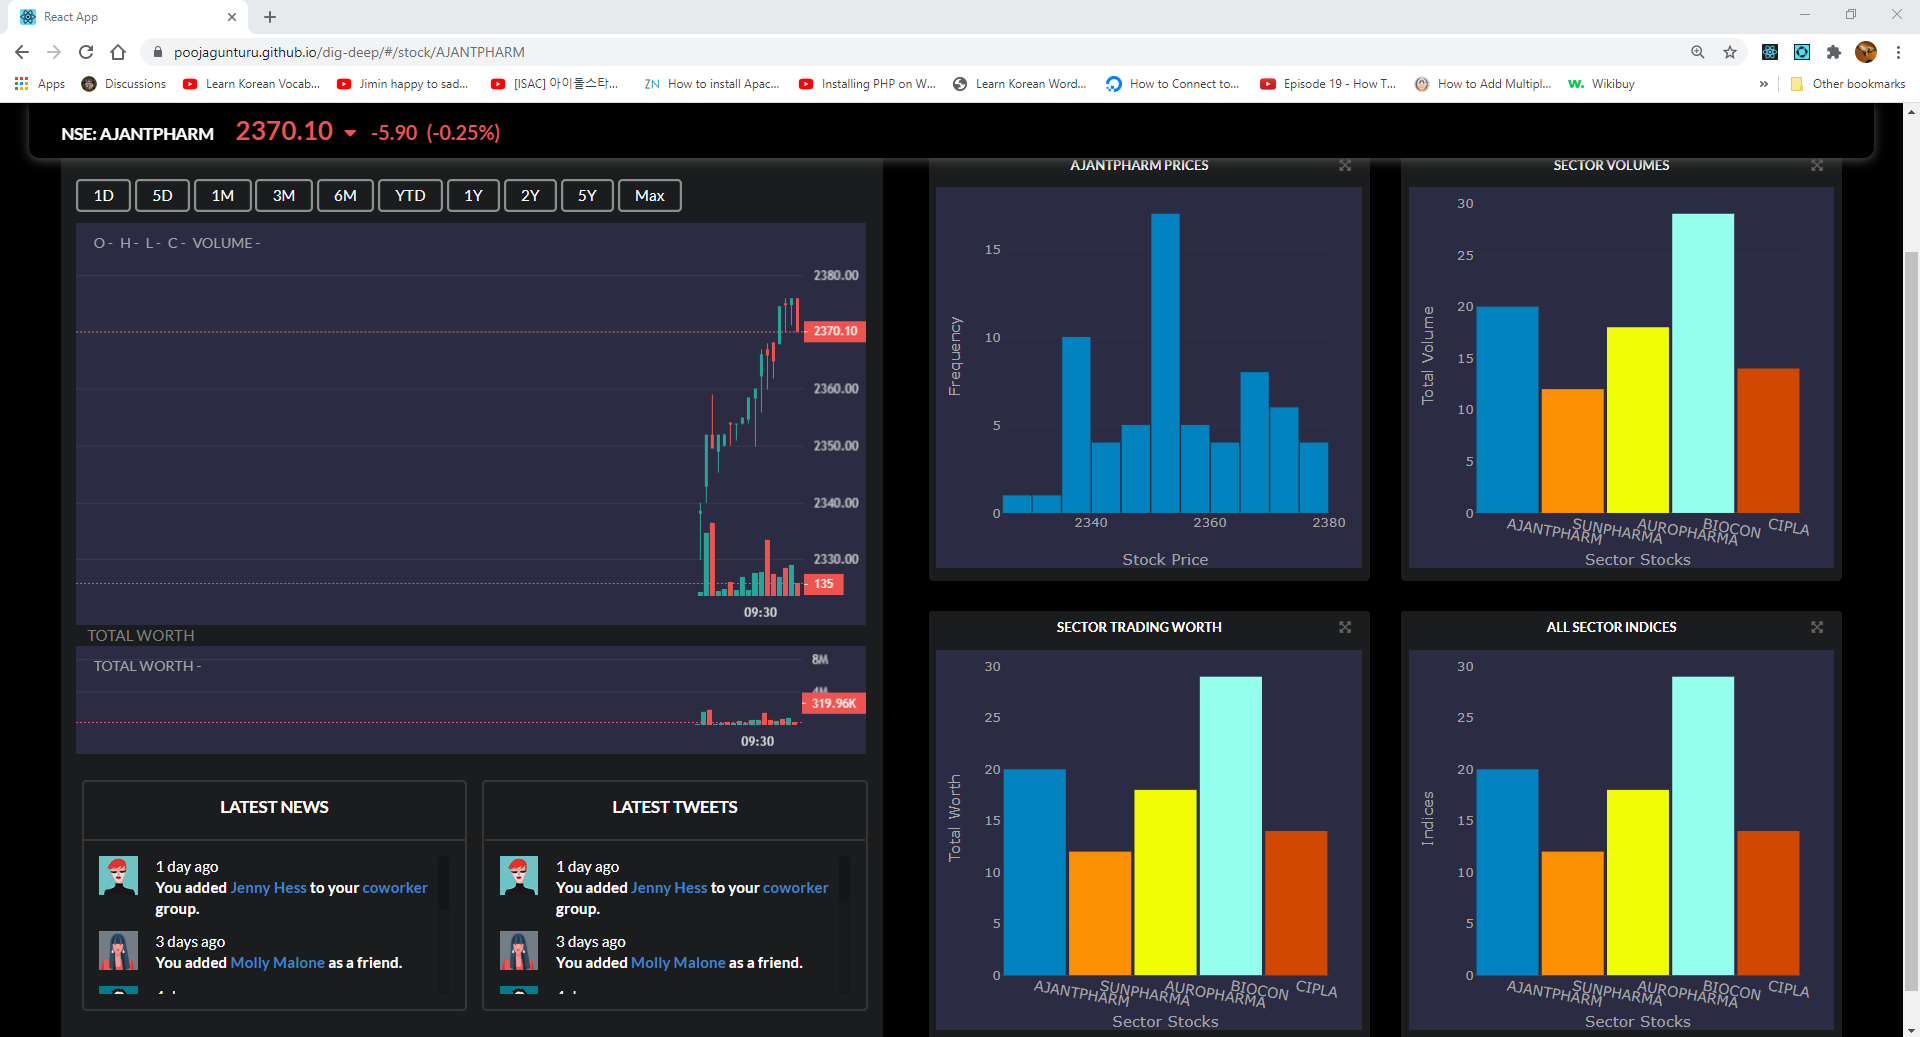 React App
poojagunturu.github.io/dig-deep/#/stock/AJANTPHARM
Apps Discussions Learn Korean Vocab... Jimin happy to sad... [ISAC] 아이돌스타... ZN How to install Apac... Installing PHP on W... Learn Korean Word... How to Connect to... Episode 19 - How T... How to Add Multipl... w. Wikibuy » Other bookmarks
NSE: AJANTPHARM 2370.10 -5.90 (-0.25%)
1D 5D 1M 3M 6M YTD 1Y 2Y 5Y Max
O - H - L - C - VOLUME -
2380.00
2370.10
2360.00
2350.00
2340.00
2330.00
135
09:30
TOTAL WORTH
TOTAL WORTH -
8M
4M
319.96K
09:30
LATEST NEWS
1 day ago
You added Jenny Hess to your coworker
group.
3 days ago
You added Molly Malone as a friend.
LATEST TWEETS
1 day ago
You added Jenny Hess to your coworker
group.
3 days ago
You added Molly Malone as a friend.
AJANTPHARM PRICES
15
10
5
0
Frequency
2340 2360 2380
Stock Price
SECTOR VOLUMES
30
25
20
15
10
5
0
Total Volume
AJANTPHARM SUNPHARMA AUROPHARMA BIOCON CIPLA
Sector Stocks
SECTOR TRADING WORTH
30
25
20
15
10
5
0
Total Worth
AJANTPHARM SUNPHARMA AUROPHARMA BIOCON CIPLA
Sector Stocks
ALL SECTOR INDICES
30
25
20
15
10
5
0
Indices
AJANTPHARM SUNPHARMA AUROPHARMA BIOCON CIPLA
Sector Stocks